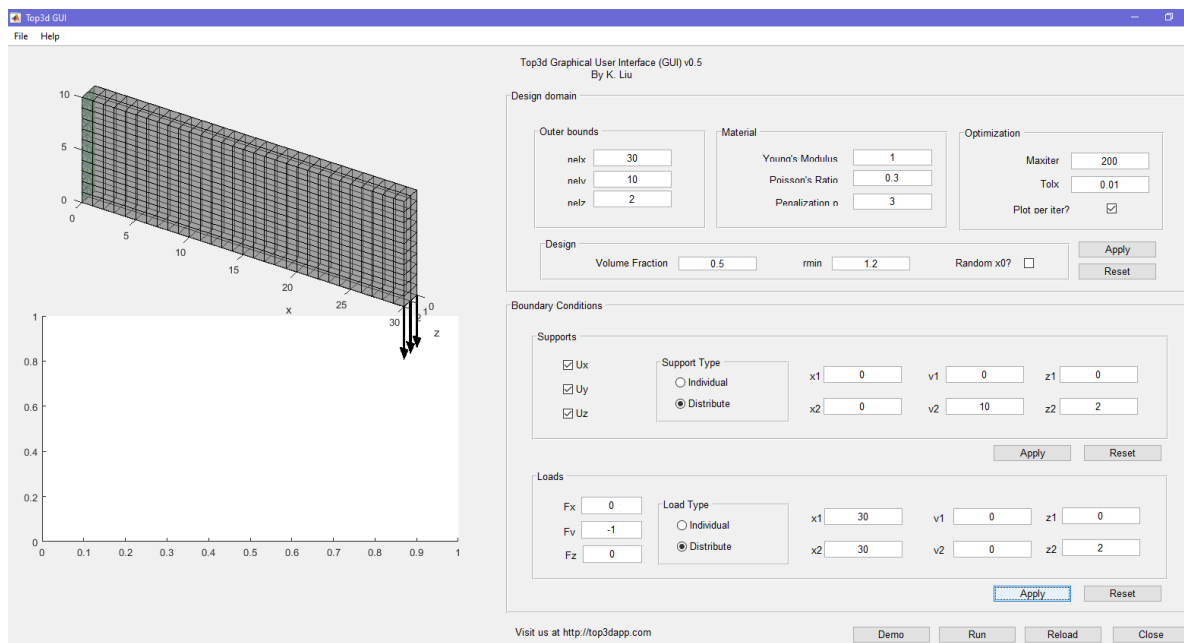 Top3d GUI
File Help
Top3d Graphical User Interface (GUI) v0.5
By K. Liu
Design domain
Outer bounds
nelx 30
nely 10
nelz 2
Material
Young's Modulus 1
Poisson's Ratio 0.3
Penalization p 3
Optimization
Maxiter 200
Tolx 0.01
Plot per iter?
Design
Volume Fraction 0.5 rmin 1.2 Random x0?
Apply
Reset
10
5
0
0
5
10
15
20
25
30
x
2
1
0
z
Boundary Conditions
Supports
Ux
Uy
Uz
Support Type
Individual
Distribute
x1 0 y1 0 z1 0
x2 0 y2 10 z2 2
Apply Reset
Loads
Fx 0
Fy -1
Fz 0
Load Type
Individual
Distribute
x1 30 y1 0 z1 0
x2 30 y2 0 z2 2
Apply Reset
1
0.8
0.6
0.4
0.2
0
0 0.1 0.2 0.3 0.4 0.5 0.6 0.7 0.8 0.9 1
Visit us at http://top3dapp.com
Demo Run Reload Close